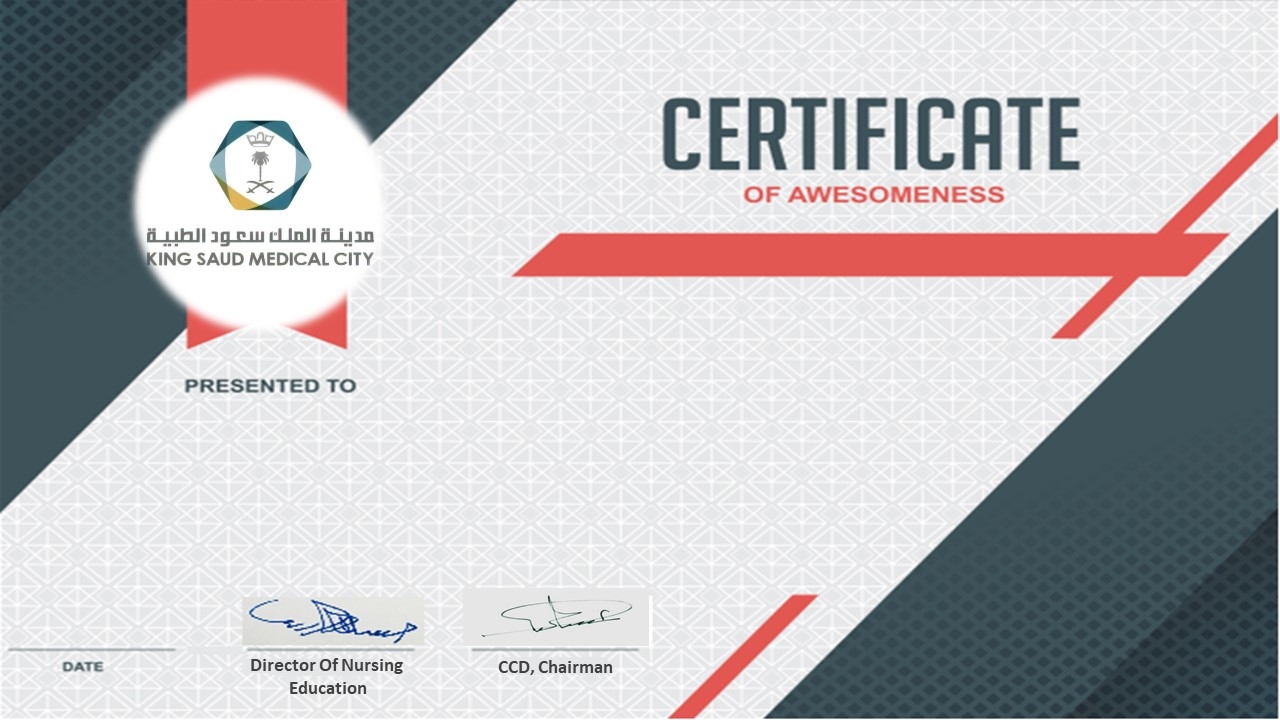 CERTIFICATE
OF AWESOMENESS
مدينة الملك سعود الطبية
KING SAUD MEDICAL CITY
PRESENTED TO
DATE
Director Of Nursing
Education
CCD, Chairman